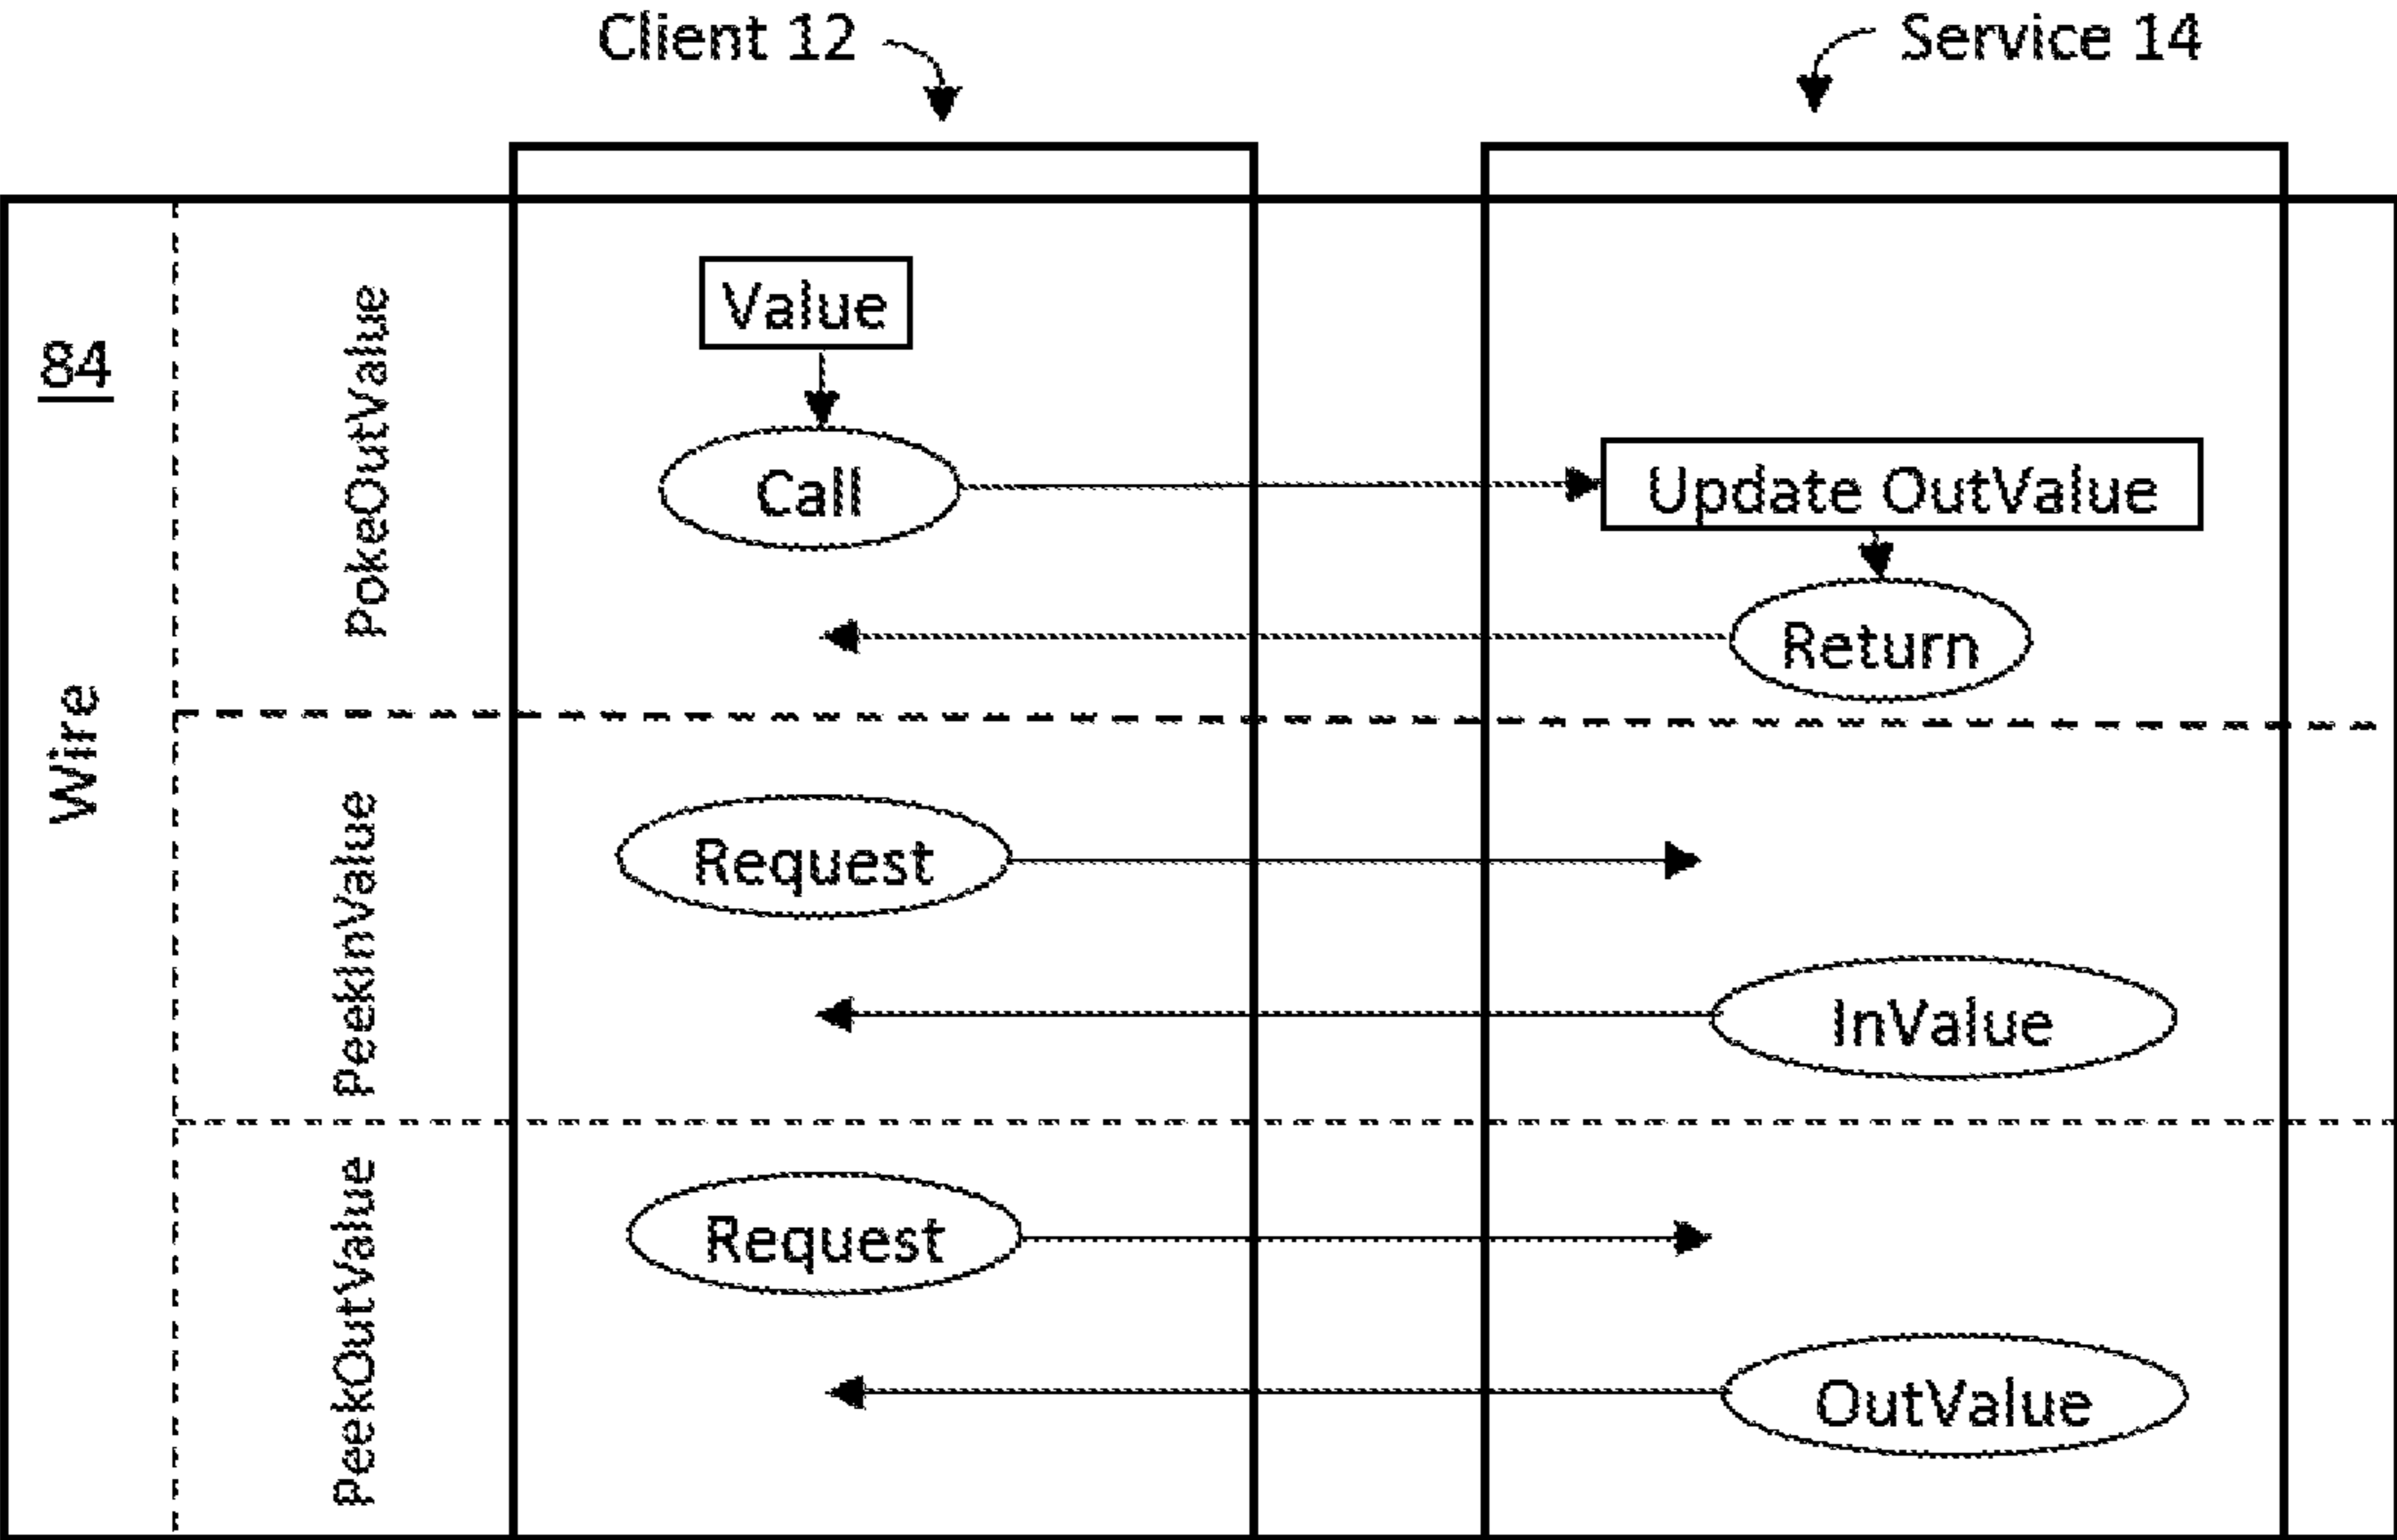 Client 12
Service 14
84
Wire
PokeOutValue
Value
Call
Update OutValue
Return
PeekInValue
Request
InValue
PeekOutValue
Request
OutValue